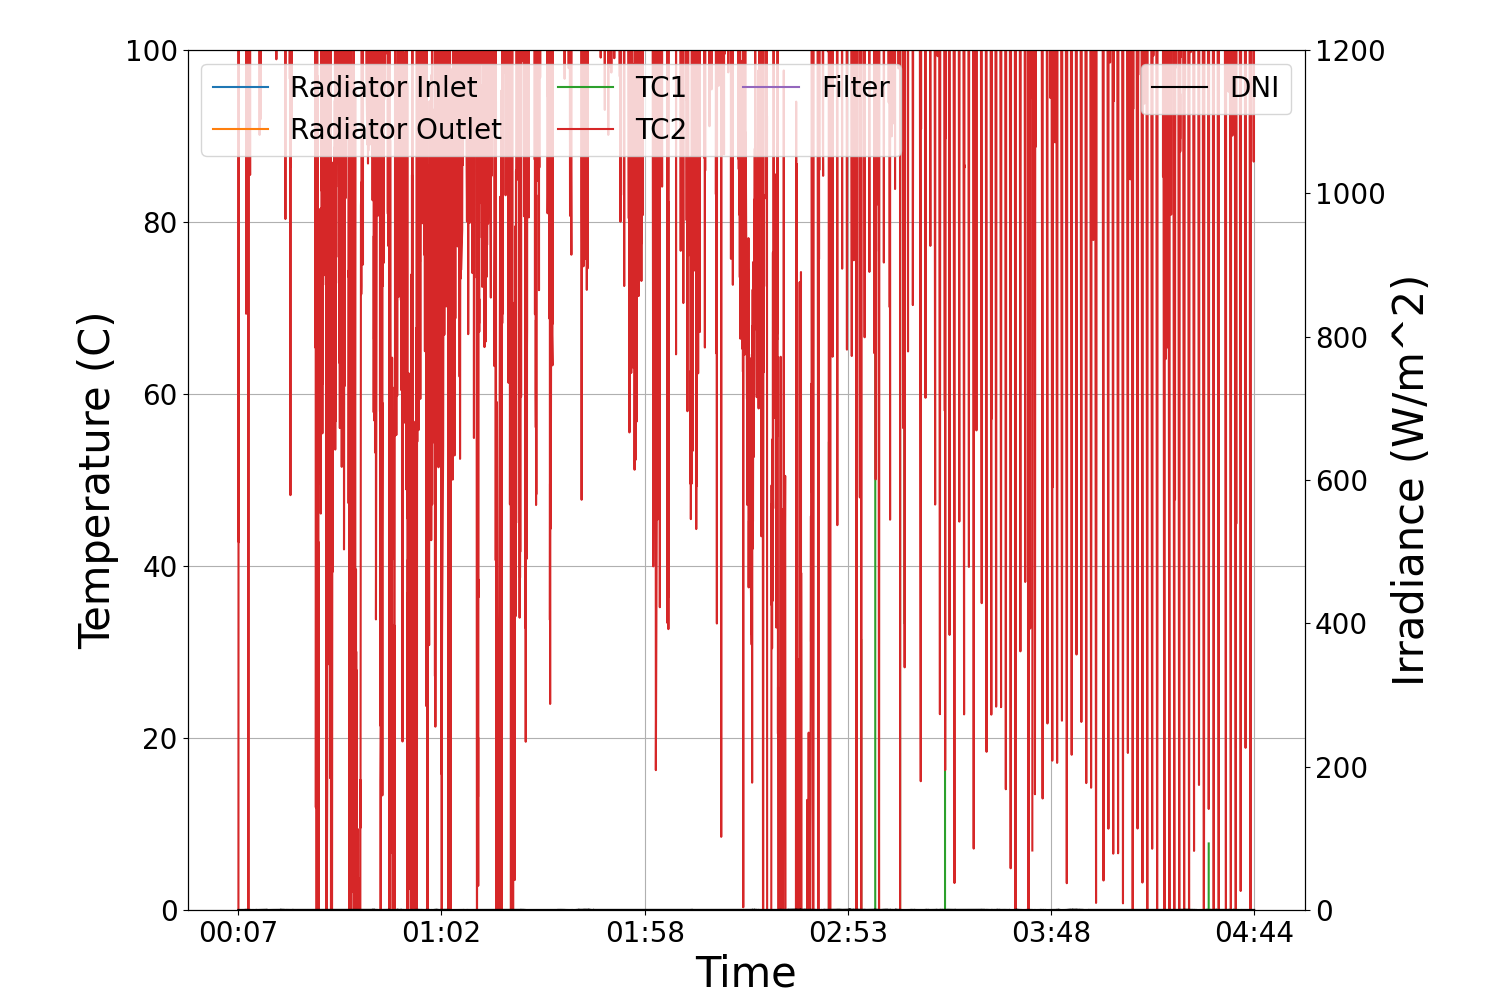 Radiator Inlet
Radiator Outlet
TC1
TC2
Filter
DNI
Temperature (C)
100
80
60
40
20
0
Irradiance (W/m^2)
1200
1000
800
600
400
200
0
00:07 01:02 01:58 02:53 03:48 04:44
Time